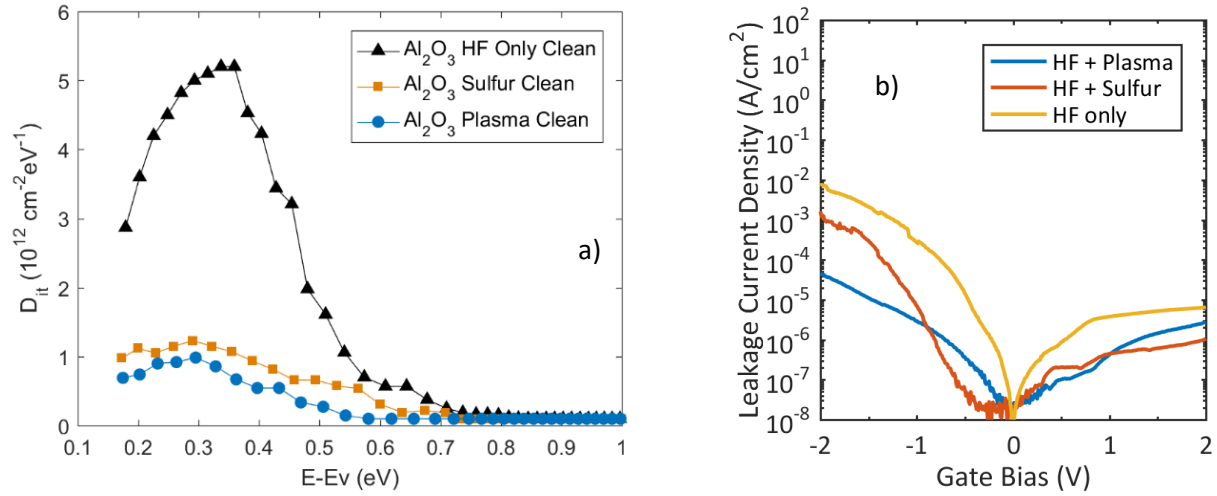 6
5
4
3
2
1
0
D_it (10^12 cm^-2 eV^-1)
Al_2O_3 HF Only Clean
Al_2O_3 Sulfur Clean
Al_2O_3 Plasma Clean
a)
0.1 0.2 0.3 0.4 0.5 0.6 0.7 0.8 0.9 1
E-Ev (eV)
10^2
10^1
10^0
10^-1
10^-2
10^-3
10^-4
10^-5
10^-6
10^-7
10^-8
Leakage Current Density (A/cm^2)
b)
HF + Plasma
HF + Sulfur
HF only
-2 -1 0 1 2
Gate Bias (V)